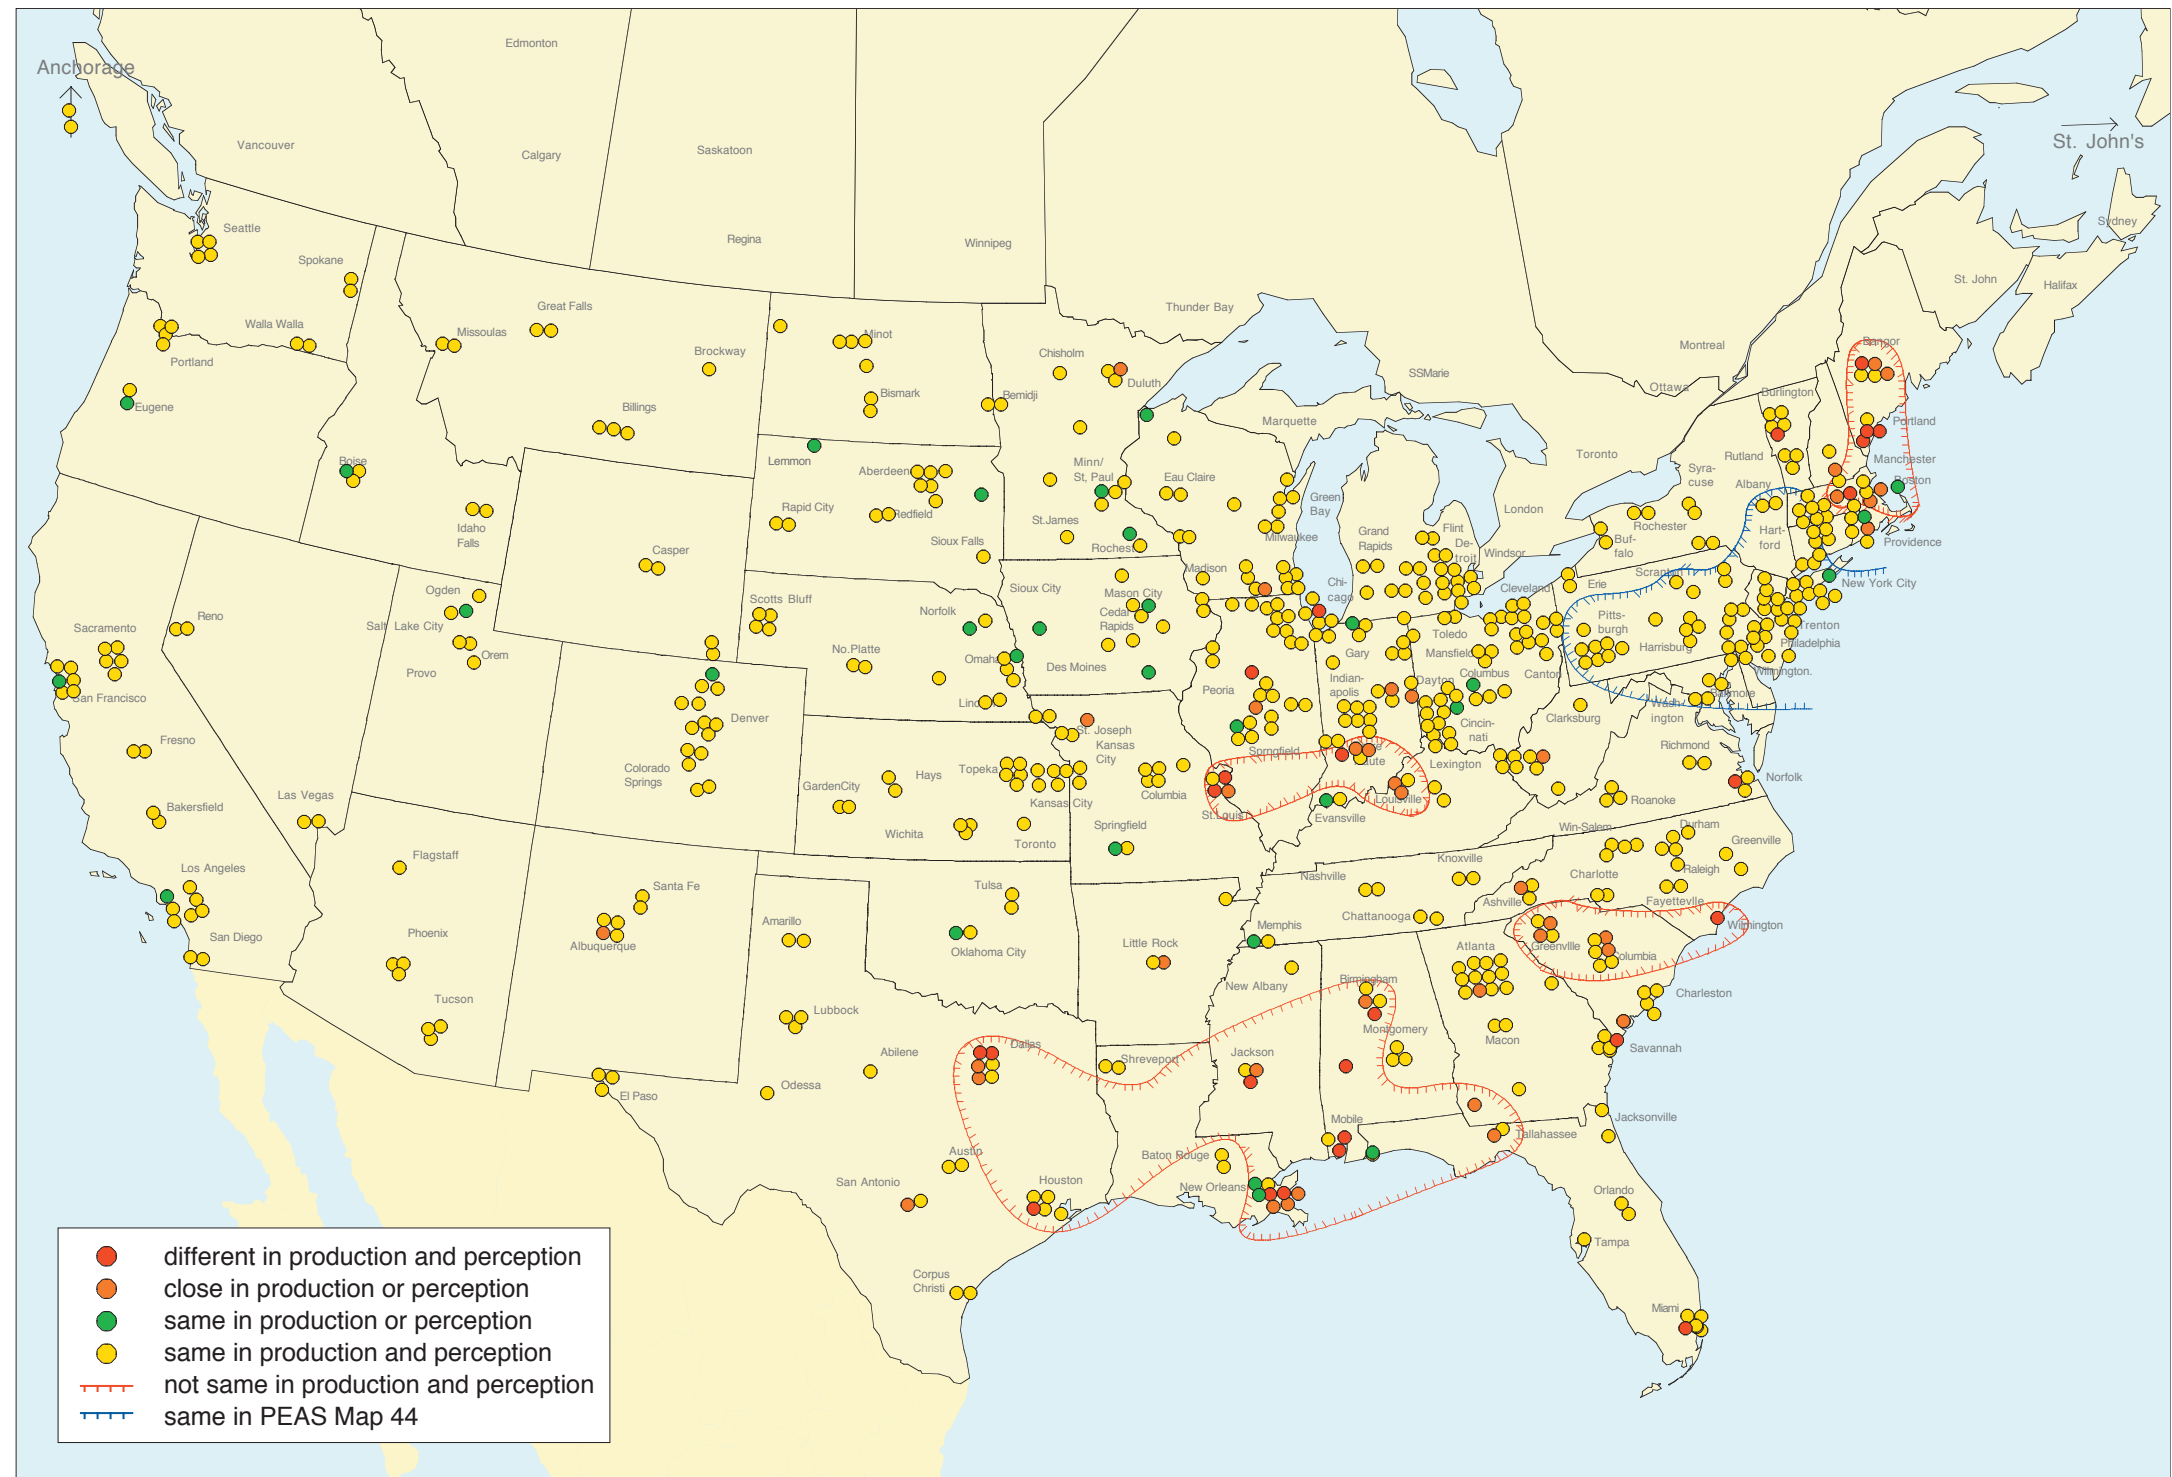 Edmonton
Anchorage
St. John's
Vancouver
Calgary
Saskatoon
Sydney
Seattle
Regina
Winnipeg
Spokane
St. John
Halifax
Great Falls
Thunder Bay
Walla Walla
Missoulas
Minot
Montreal
Portland
Brockway
Chisholm
Bangor
SSMarie
Duluth
Ottawa
Burlington
Eugene
Billings
Bismark
Bemidji
Marquette
Portland
Boise
Lemmon
Aberdeen
Minn/
St, Paul
Eau Claire
Toronto
Rutland
Syra-
cuse
Manchester
Albany
Boston
Rapid City
Redfield
St.James
Green
Bay
London
Idaho
Falls
Grand
Rapids
Flint
De-
troit
Windsor
Rochester
Buf-
falo
Hart-
ford
Providence
Casper
Sioux Falls
Milwaukee
Madison
Cleveland
Erie
Scranton
New York City
Ogden
Salt Lake City
Scotts Bluff
Norfolk
Sioux City
Mason City
Cedar
Rapids
Chi-
cago
Reno
Sacramento
Toledo
Pitts-
burgh
Trenton
Philadelphia
Orem
Provo
No.Platte
Omaha
Des Moines
Gary
Mansfield
Harrisburg
Wilmington.
San Francisco
Peoria
Indian-
apolis
Dayton
Columbus
Canton
Denver
St. Joseph
Kansas
City
Cincin-
nati
Clarksburg
Wash-
ington
Richmond
Fresno
Colorado
Springs
GardenCity
Hays
Topeka
Kansas City
Columbia
Lexington
Norfolk
Bakersfield
Las Vegas
St.Louis
Evansville
Louisville
Roanoke
Wichita
Toronto
Springfield
Win-Salem
Durham
Greenville
Flagstaff
Los Angeles
Santa Fe
Tulsa
Nashville
Knoxville
Charlotte
Raleigh
Ashville
San Diego
Phoenix
Albuquerque
Amarillo
Oklahoma City
Little Rock
Memphis
Chattanooga
Wilmington
Atlanta
Greenville
Tucson
Lubbock
New Albany
Birmingham
Charleston
Abilene
Dallas
Shreveport
Jackson
Montgomery
Macon
Savannah
El Paso
Odessa
Mobile
Jacksonville
Tallahassee
Austin
Baton Rouge
San Antonio
Houston
New Orleans
Orlando
Tampa
Corpus
Christi
Miami
different in production and perception
close in production or perception
same in production or perception
same in production and perception
not same in production and perception
same in PEAS Map 44